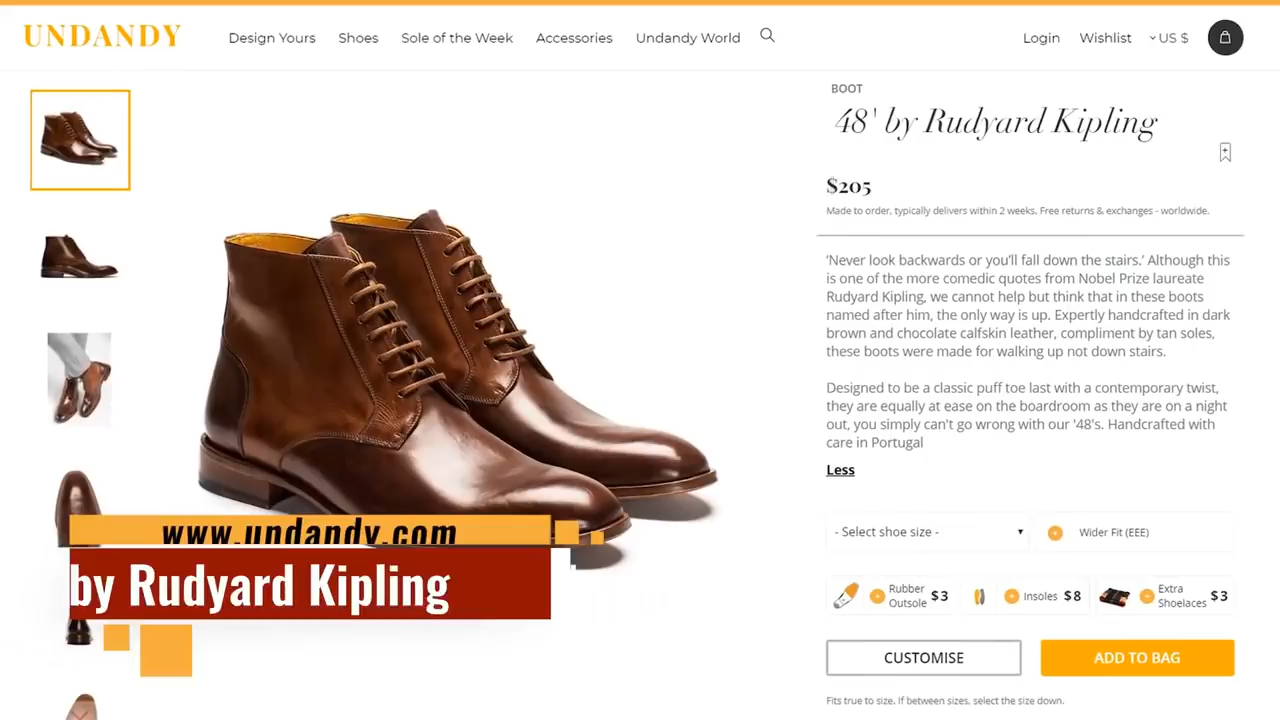 UNDANDY
Design Yours
Shoes
Sole of the Week
Accessories
Undandy World
Login
Wishlist
US $
BOOT
48' by Rudyard Kipling
$205
Made to order, typically delivers within 2 weeks. Free returns & exchanges - worldwide.
'Never look backwards or you'll fall down the stairs.' Although this
is one of the more comedic quotes from Nobel Prize laureate
Rudyard Kipling, we cannot help but think that in these boots
named after him, the only way is up. Expertly handcrafted in dark
brown and chocolate calfskin leather, compliment by tan soles,
these boots were made for walking up not down stairs.
Designed to be a classic puff toe last with a contemporary twist,
they are equally at ease on the boardroom as they are on a night
out, you simply can't go wrong with our '48's. Handcrafted with
care in Portugal
Less
- Select shoe size -
Wider Fit (EEE)
Rubber
Outsole $3
Insoles $8
Extra
Shoelaces $3
CUSTOMISE
ADD TO BAG
Fits true to size. If between sizes, select the size down.
www.undandy.com
by Rudyard Kipling